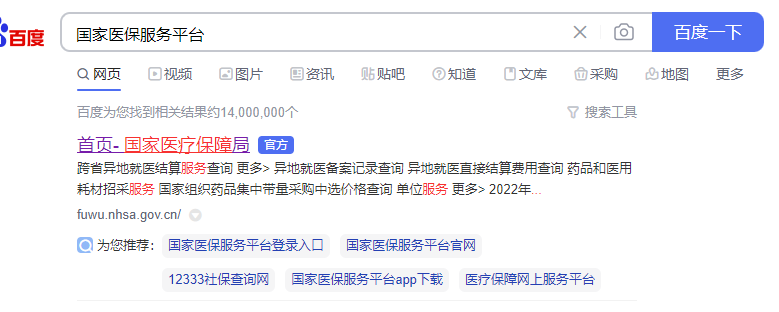 百度 国家医保服务平台 百度一下
网页 视频 图片 资讯 贴吧 知道 文库 采购 地图 更多
百度为您找到相关结果约14,000,000个 搜索工具
首页- 国家医疗保障局 官方
跨省异地就医结算服务查询 更多> 异地就医备案记录查询 异地就医直接结算费用查询 药品和医用
耗材招采服务 国家组织药品集中带量采购中选价格查询 单位服务 更多> 2022年...
fuwu.nhsa.gov.cn/
为您推荐: 国家医保服务平台登录入口 国家医保服务平台官网
12333社保查询网 国家医保服务平台app下载 医疗保障网上服务平台